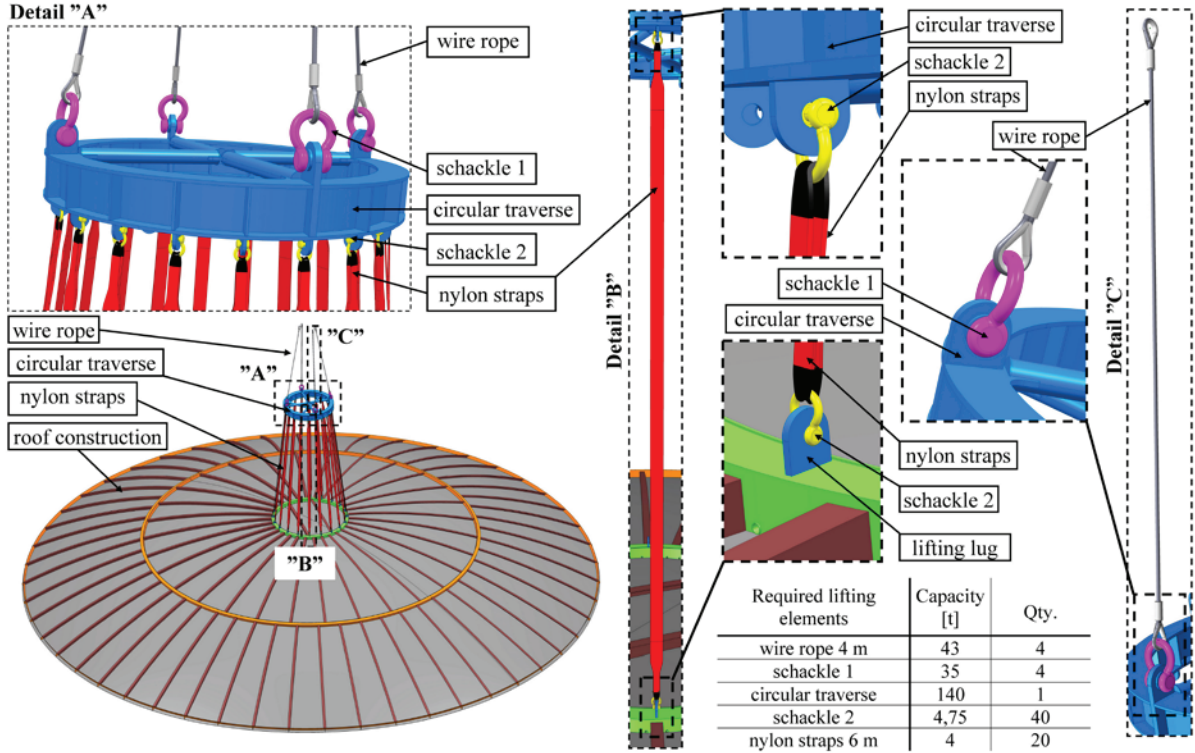 Detail "A"
wire rope
schackle 1
circular traverse
schackle 2
nylon straps
wire rope
circular traverse
nylon straps
roof construction
"A"
"C"
"B"
Detail "B"
circular traverse
schackle 2
nylon straps
wire rope
schackle 1
circular traverse
nylon straps
schackle 2
lifting lug
Detail "C"
Required lifting elements Capacity [t] Qty.
wire rope 4 m 43 4
schackle 1 35 4
circular traverse 140 1
schackle 2 4,75 40
nylon straps 6 m 4 20